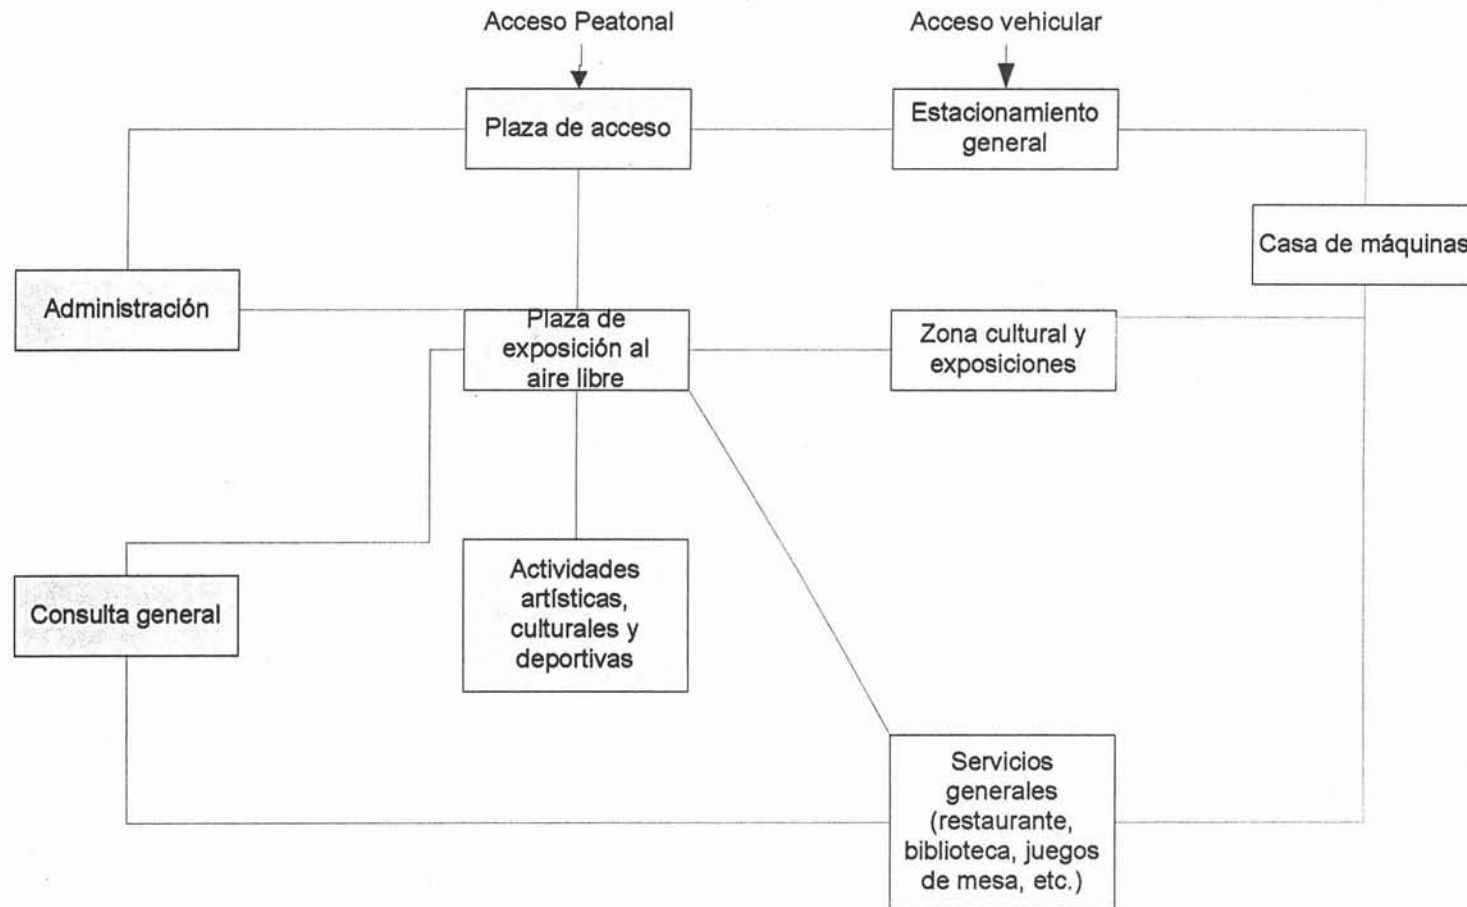 Acceso Peatonal
Acceso vehicular
Plaza de acceso
Estacionamiento
general
Casa de máquinas
Administración
Plaza de
exposición al
aire libre
Zona cultural y
exposiciones
Actividades
artísticas,
culturales y
deportivas
Consulta general
Servicios
generales
(restaurante,
biblioteca, juegos
de mesa, etc.)